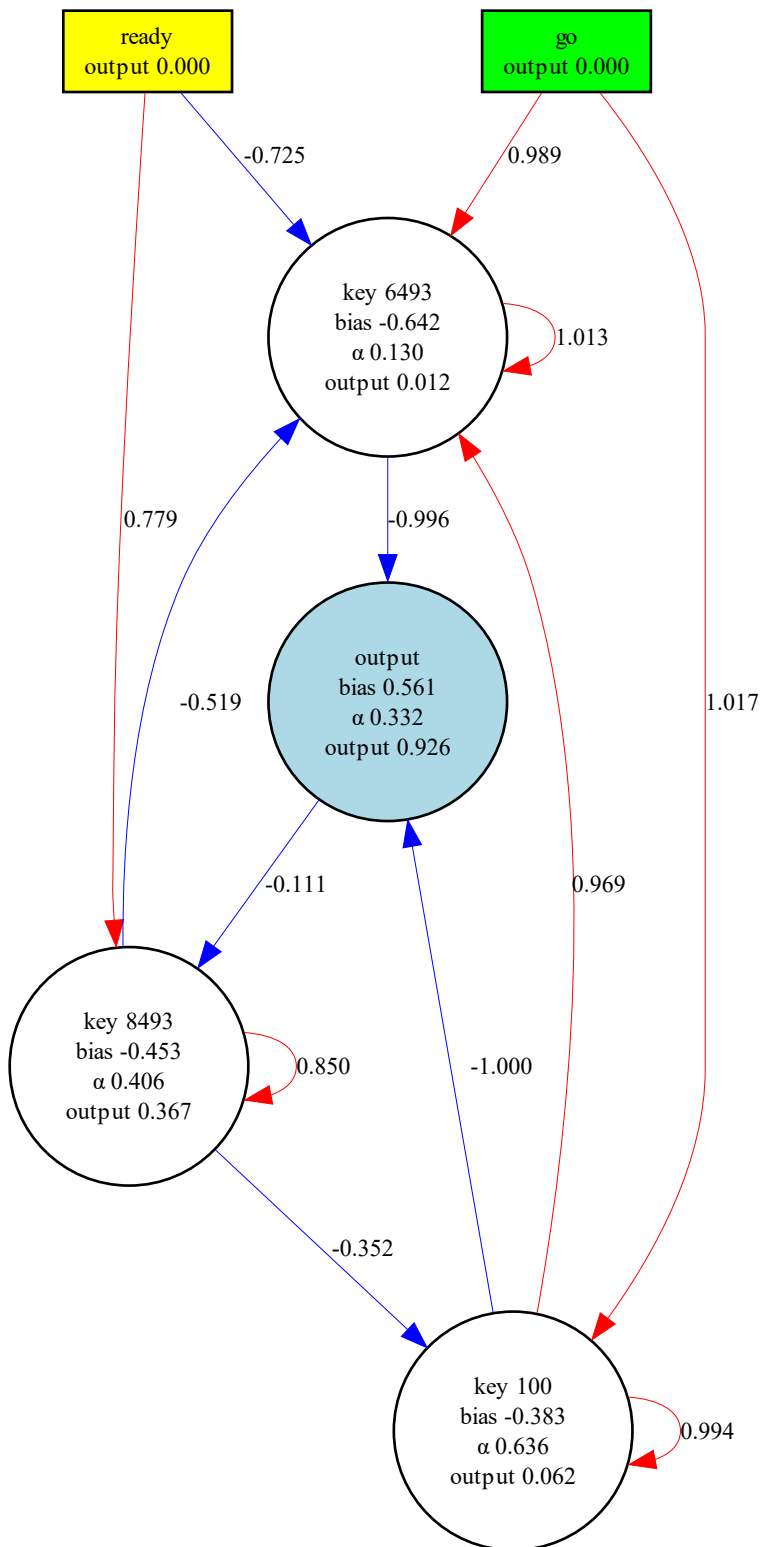 ready
output 0.000
go
output 0.000
-0.725
0.989
key 6493
bias -0.642
α 0.130
output 0.012
1.013
0.779
-0.996
-0.519
output
bias 0.561
α 0.332
output 0.926
1.017
-0.111
0.969
key 8493
bias -0.453
α 0.406
output 0.367
0.850
-1.000
-0.352
key 100
bias -0.383
α 0.636
output 0.062
0.994